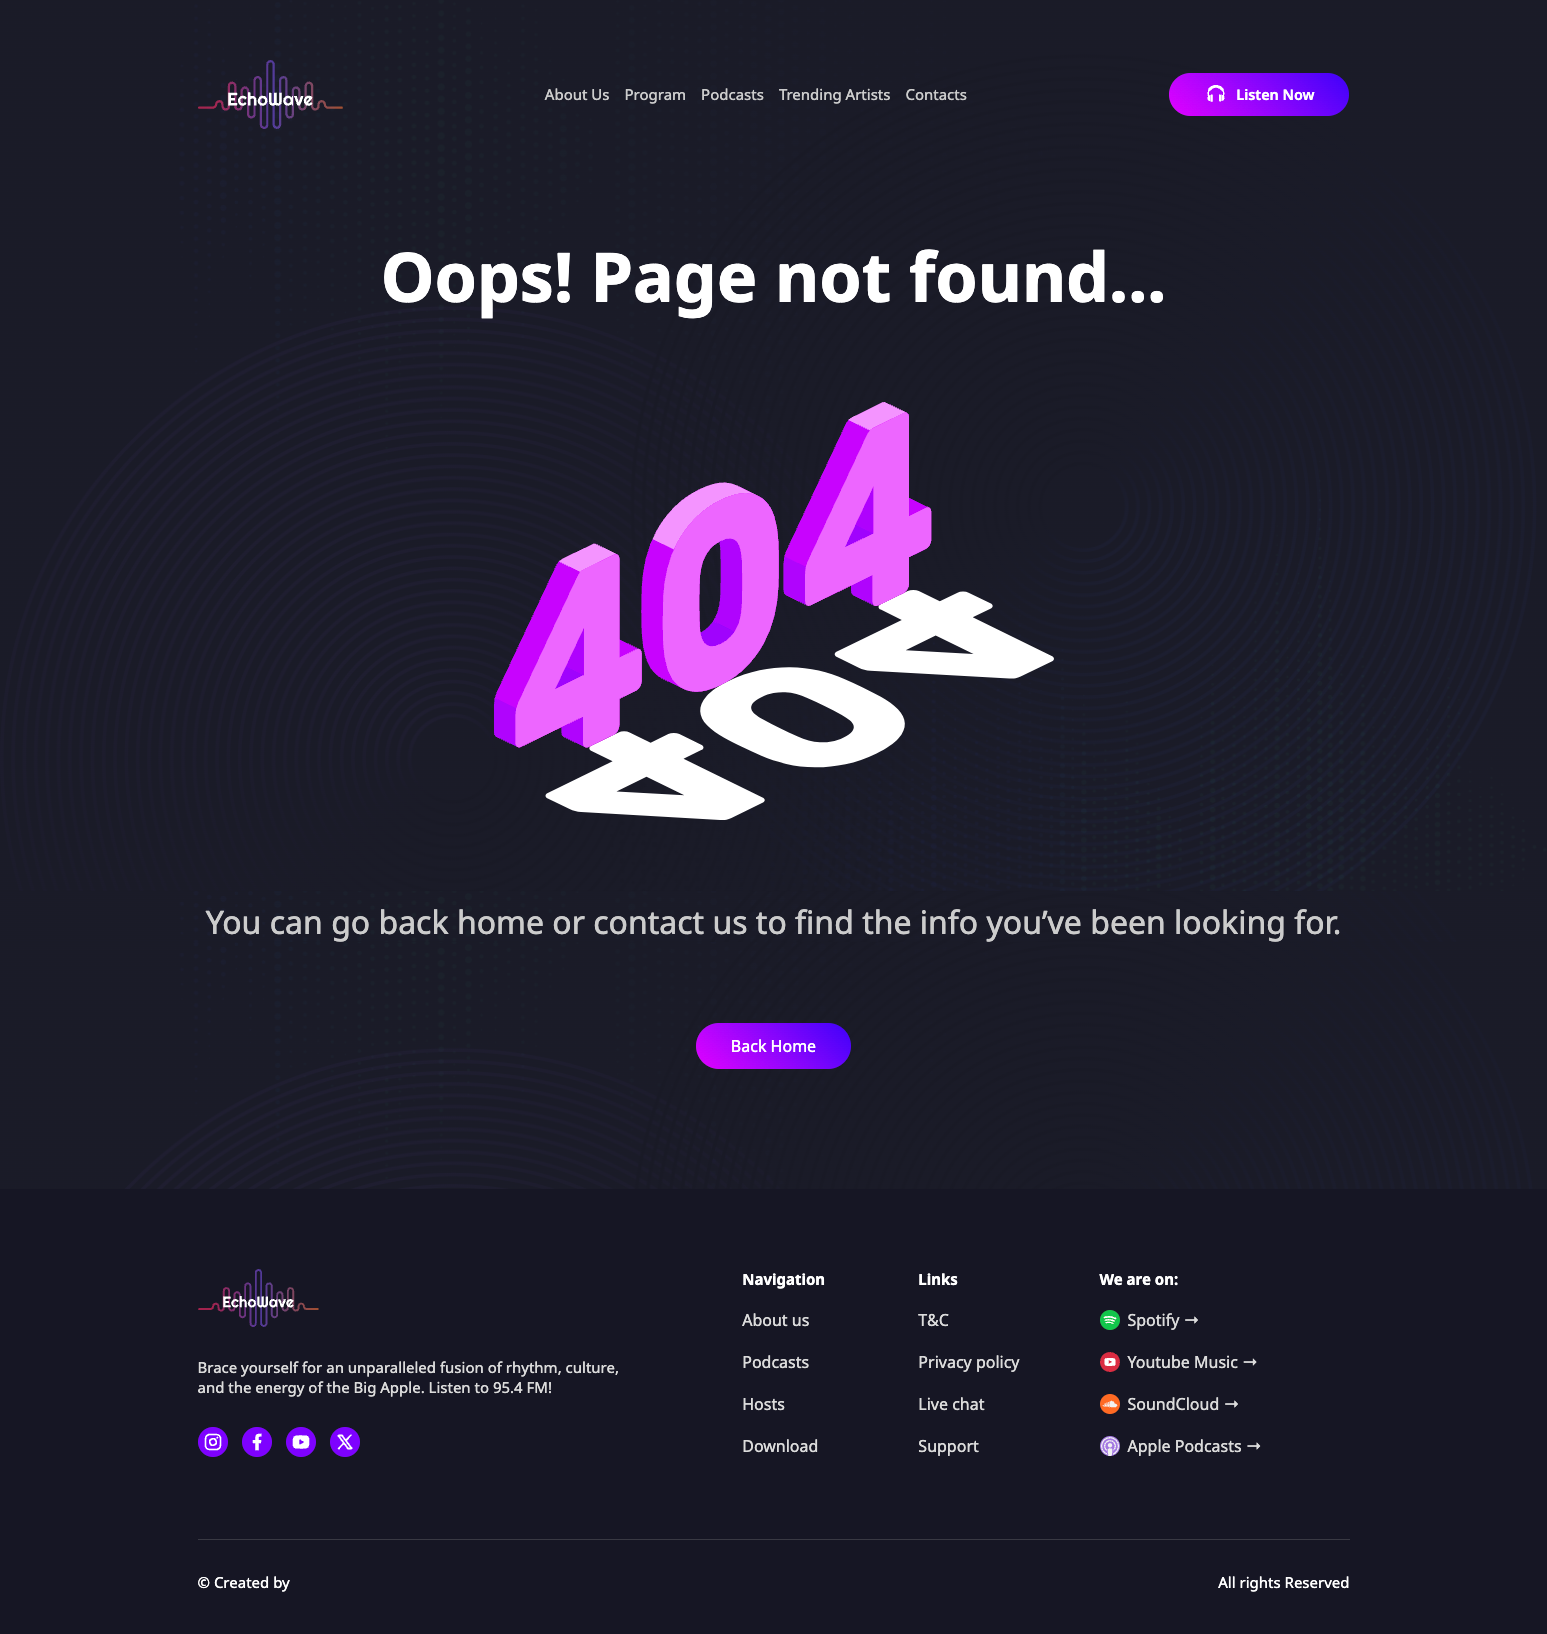 EchoWave
About Us
Program
Podcasts
Trending Artists
Contacts
Listen Now
Oops! Page not found...
404
404
You can go back home or contact us to find the info you’ve been looking for.
Back Home
EchoWave
Brace yourself for an unparalleled fusion of rhythm, culture,
and the energy of the Big Apple. Listen to 95.4 FM!
Navigation
About us
Podcasts
Hosts
Download
Links
T&C
Privacy policy
Live chat
Support
We are on:
Spotify →
Youtube Music →
SoundCloud →
Apple Podcasts →
© Created by
All rights Reserved